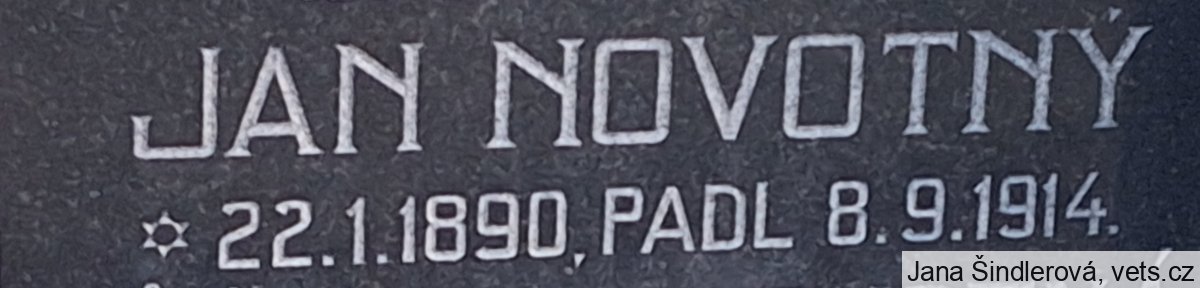 JAN NOVOTNÝ
✡ 22.1.1890, PADL 8.9.1914.
Jana Šindlerová, vets.cz